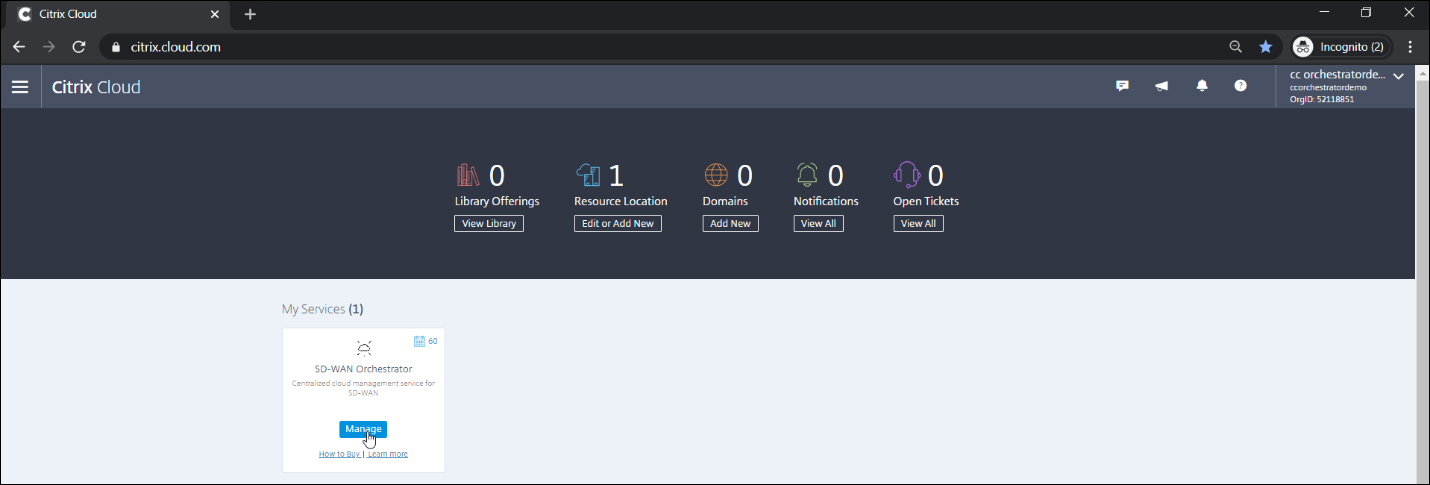 Citrix Cloud
citrix.cloud.com
Incognito (2)
Citrix Cloud
cc orchestratorde...
ccorchestratordemo
OrgID: 52118851
0 1 0 0 0
Library Offerings Resource Location Domains Notifications Open Tickets
View Library Edit or Add New Add New View All View All
My Services (1)
60
SD-WAN Orchestrator
Centralized cloud management service for
SD-WAN
Manage
How to Buy | Learn more